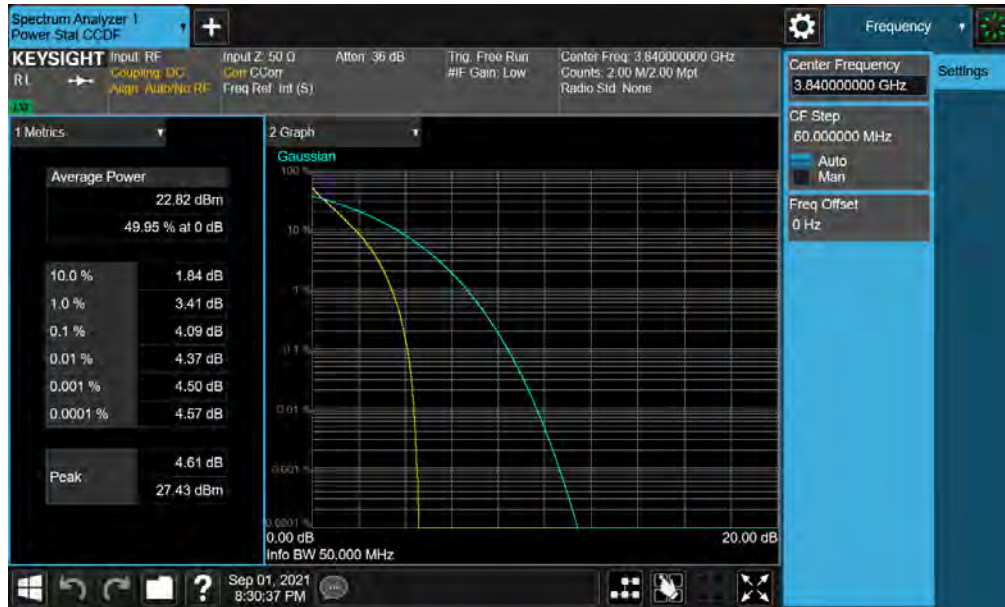 Spectrum Analyzer 1
Power Stat CCDF
+
Frequency
KEYSIGHT
Input: RF
Input Z: 50 Ω
Atten: 36 dB
Trig: Free Run
Center Freq: 3.840000000 GHz
RL
Coupling: DC
Corr CCorr
#IF Gain: Low
Counts: 2.00 M/2.00 Mpt
Align: Auto/No RF
Freq Ref: Int (S)
Radio Std: None
Center Frequency
3.840000000 GHz
Settings
CF Step
60.000000 MHz
Auto
Man
Freq Offset
0 Hz
1 Metrics
2 Graph
Gaussian
Average Power
22.82 dBm
49.95 % at 0 dB
10.0 % 1.84 dB
1.0 % 3.41 dB
0.1 % 4.09 dB
0.01 % 4.37 dB
0.001 % 4.50 dB
0.0001 % 4.57 dB
Peak
4.61 dB
27.43 dBm
100 %
10 %
1 %
0.1 %
0.01 %
0.001 %
0.0001 %
0.00 dB
20.00 dB
Info BW 50.000 MHz
?
Sep 01, 2021
8:30:37 PM